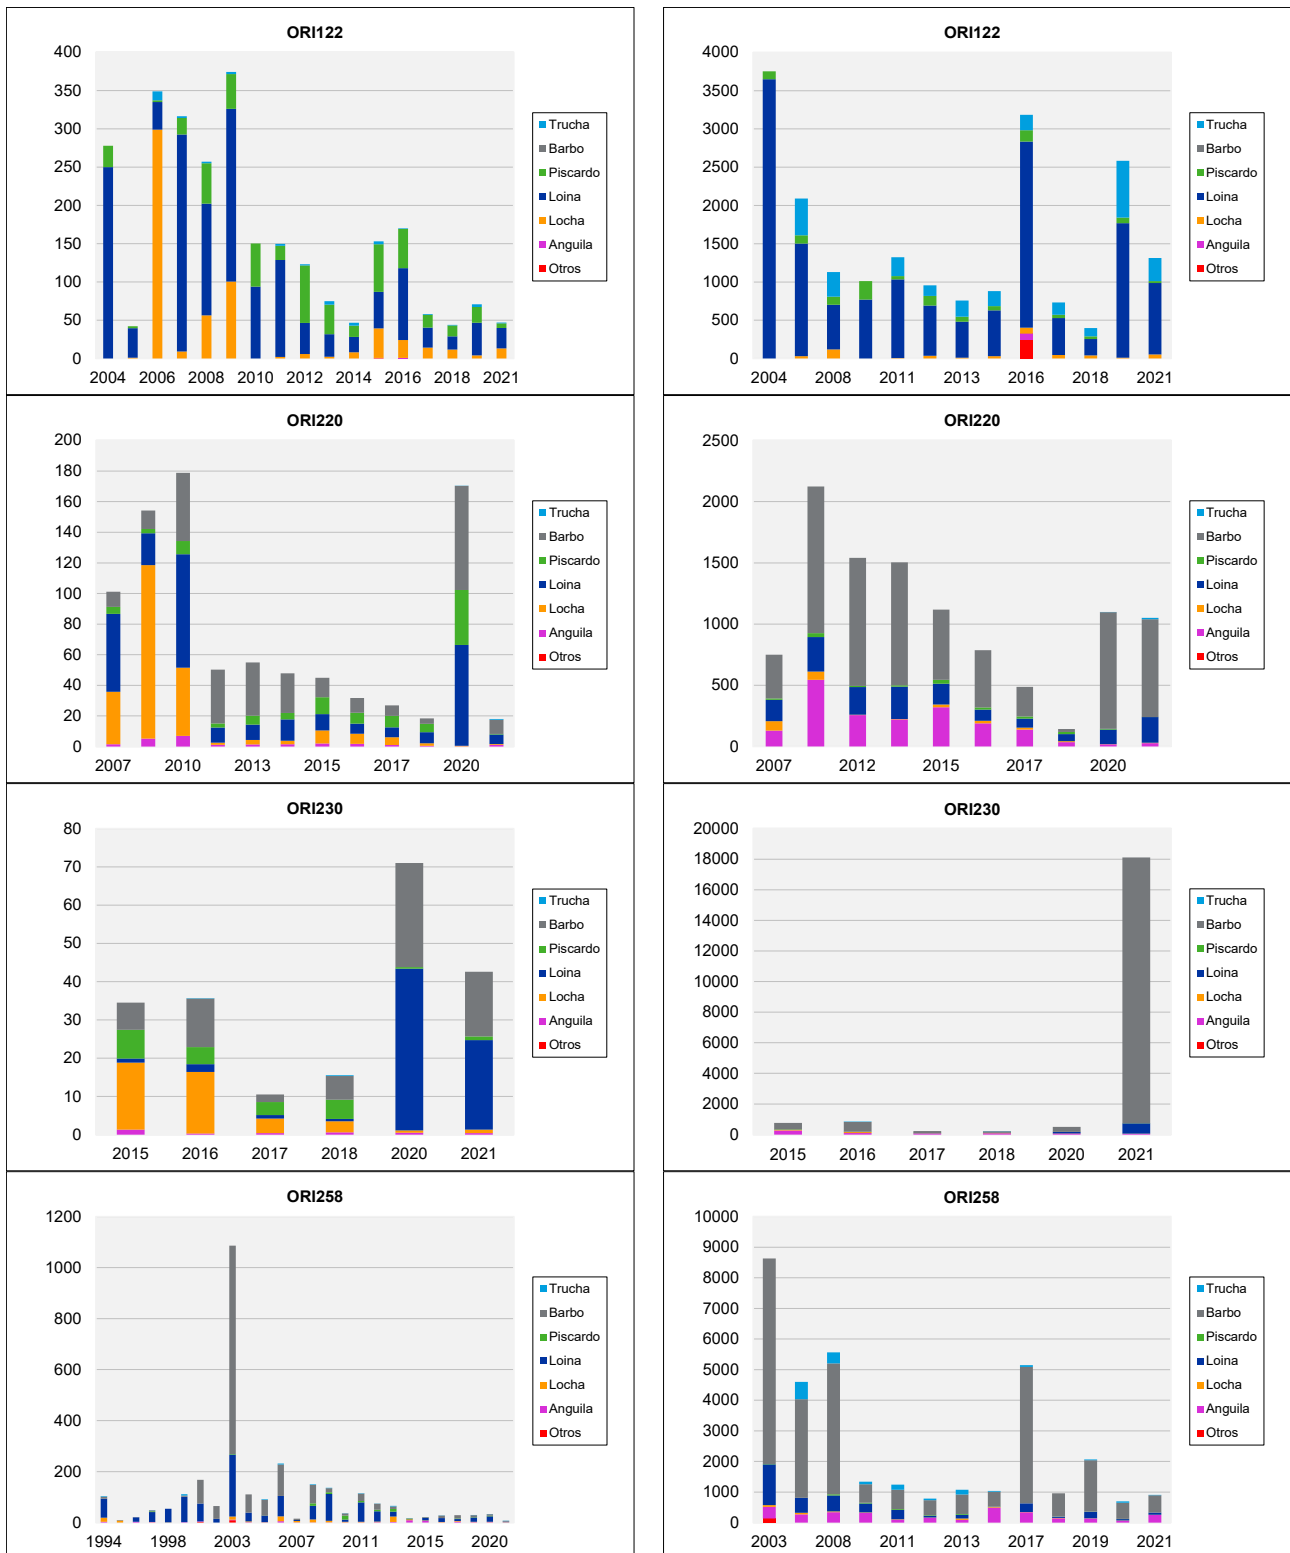 ORI122
400
350
300
250
200
150
100
50
0
2004 2006 2008 2010 2012 2014 2016 2018 2021
Trucha
Barbo
Piscardo
Loina
Locha
Anguila
Otros
ORI122
4000
3500
3000
2500
2000
1500
1000
500
0
2004 2008 2011 2013 2016 2018 2021
Trucha
Barbo
Piscardo
Loina
Locha
Anguila
Otros
ORI220
200
180
160
140
120
100
80
60
40
20
0
2007 2010 2013 2015 2017 2020
Trucha
Barbo
Piscardo
Loina
Locha
Anguila
Otros
ORI220
2500
2000
1500
1000
500
0
2007 2012 2015 2017 2020
Trucha
Barbo
Piscardo
Loina
Locha
Anguila
Otros
ORI230
80
70
60
50
40
30
20
10
0
2015 2016 2017 2018 2020 2021
Trucha
Barbo
Piscardo
Loina
Locha
Anguila
Otros
ORI230
20000
18000
16000
14000
12000
10000
8000
6000
4000
2000
0
2015 2016 2017 2018 2020 2021
Trucha
Barbo
Piscardo
Loina
Locha
Anguila
Otros
ORI258
1200
1000
800
600
400
200
0
1994 1998 2003 2007 2011 2015 2020
Trucha
Barbo
Piscardo
Loina
Locha
Anguila
Otros
ORI258
10000
9000
8000
7000
6000
5000
4000
3000
2000
1000
0
2003 2008 2011 2013 2017 2019 2021
Trucha
Barbo
Piscardo
Loina
Locha
Anguila
Otros